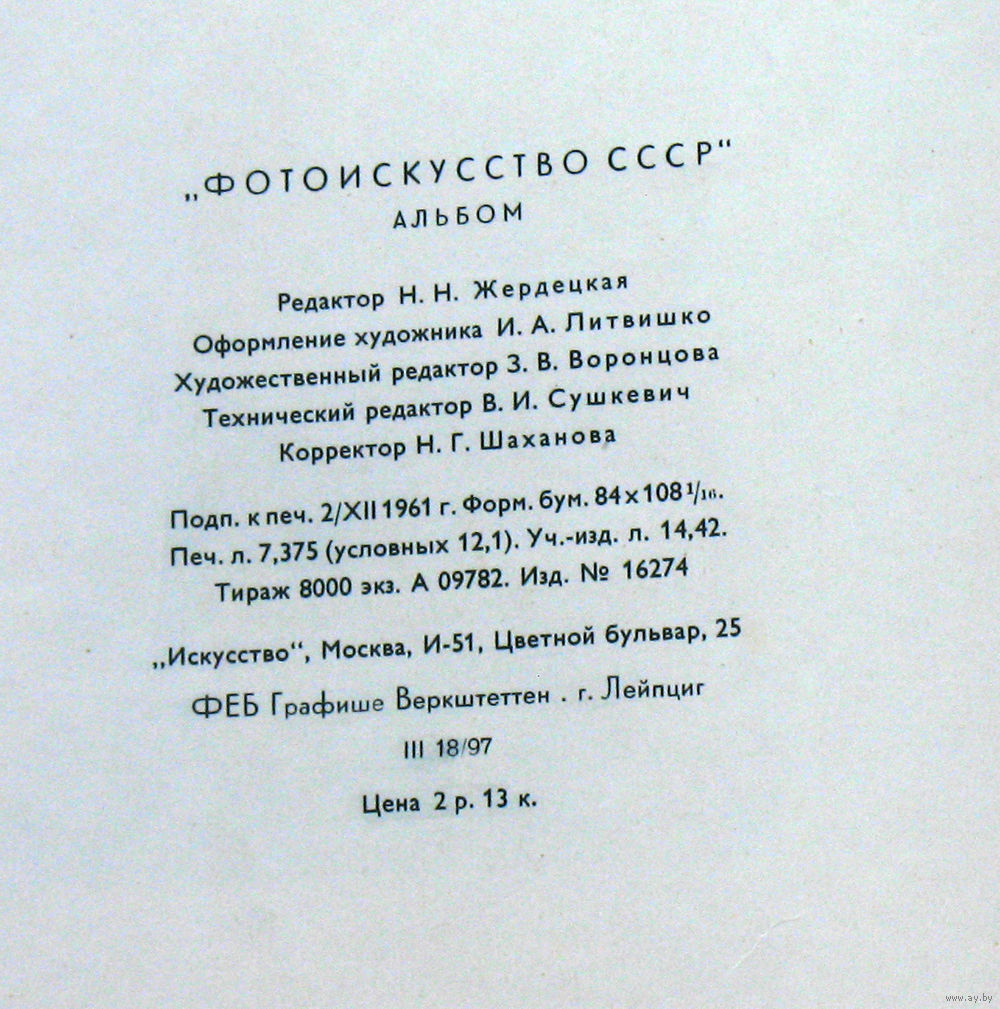 „ФОТОИСКУССТВО СССР“
АЛЬБОМ
Редактор Н. Н. Жердецкая
Оформление художника И. А. Литвишко
Художественный редактор З. В. Воронцова
Технический редактор В. И. Сушкевич
Корректор Н. Г. Шаханова
Подп. к печ. 2/XII 1961 г. Форм. бум. 84 х 108 1/16.
Печ. л. 7,375 (условных 12,1). Уч.-изд. л. 14,42.
Тираж 8000 экз. А 09782. Изд. № 16274
„Искусство“, Москва, И-51, Цветной бульвар, 25
ФЕБ Графише Веркштеттен . г. Лейпциг
III 18/97
Цена 2 р. 13 к.
www.ay.by